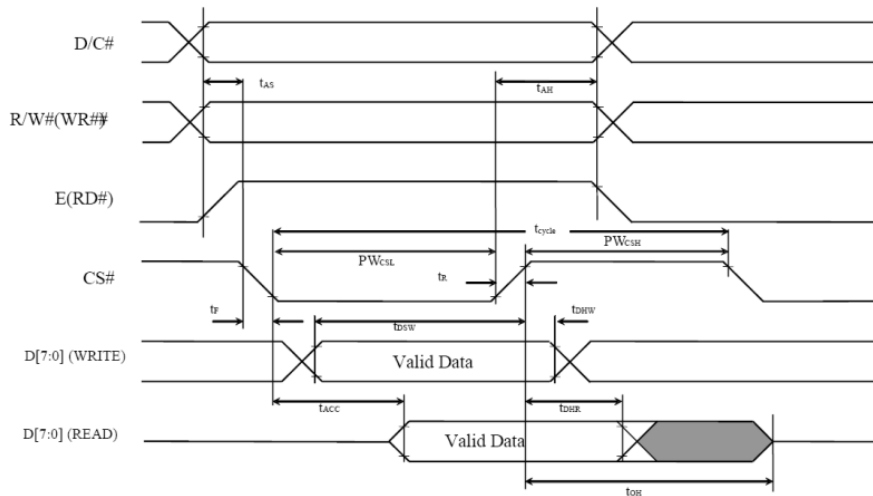 D/C#
tAS
tAH
R/W#(WR#)
E(RD#)
tcycle
PWCSL
PWCSH
CS#
tR
tF
tDSW
tDHW
D[7:0] (WRITE)
Valid Data
tACC
tDHR
D[7:0] (READ)
Valid Data
tOH